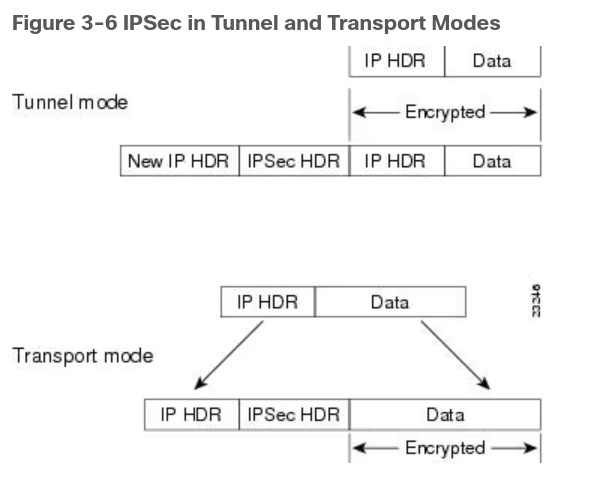 Figure 3-6 IPSec in Tunnel and Transport Modes
IP HDR Data
Tunnel mode
Encrypted
New IP HDR IPSec HDR IP HDR Data
IP HDR Data
23246
Transport mode
IP HDR IPSec HDR Data
Encrypted